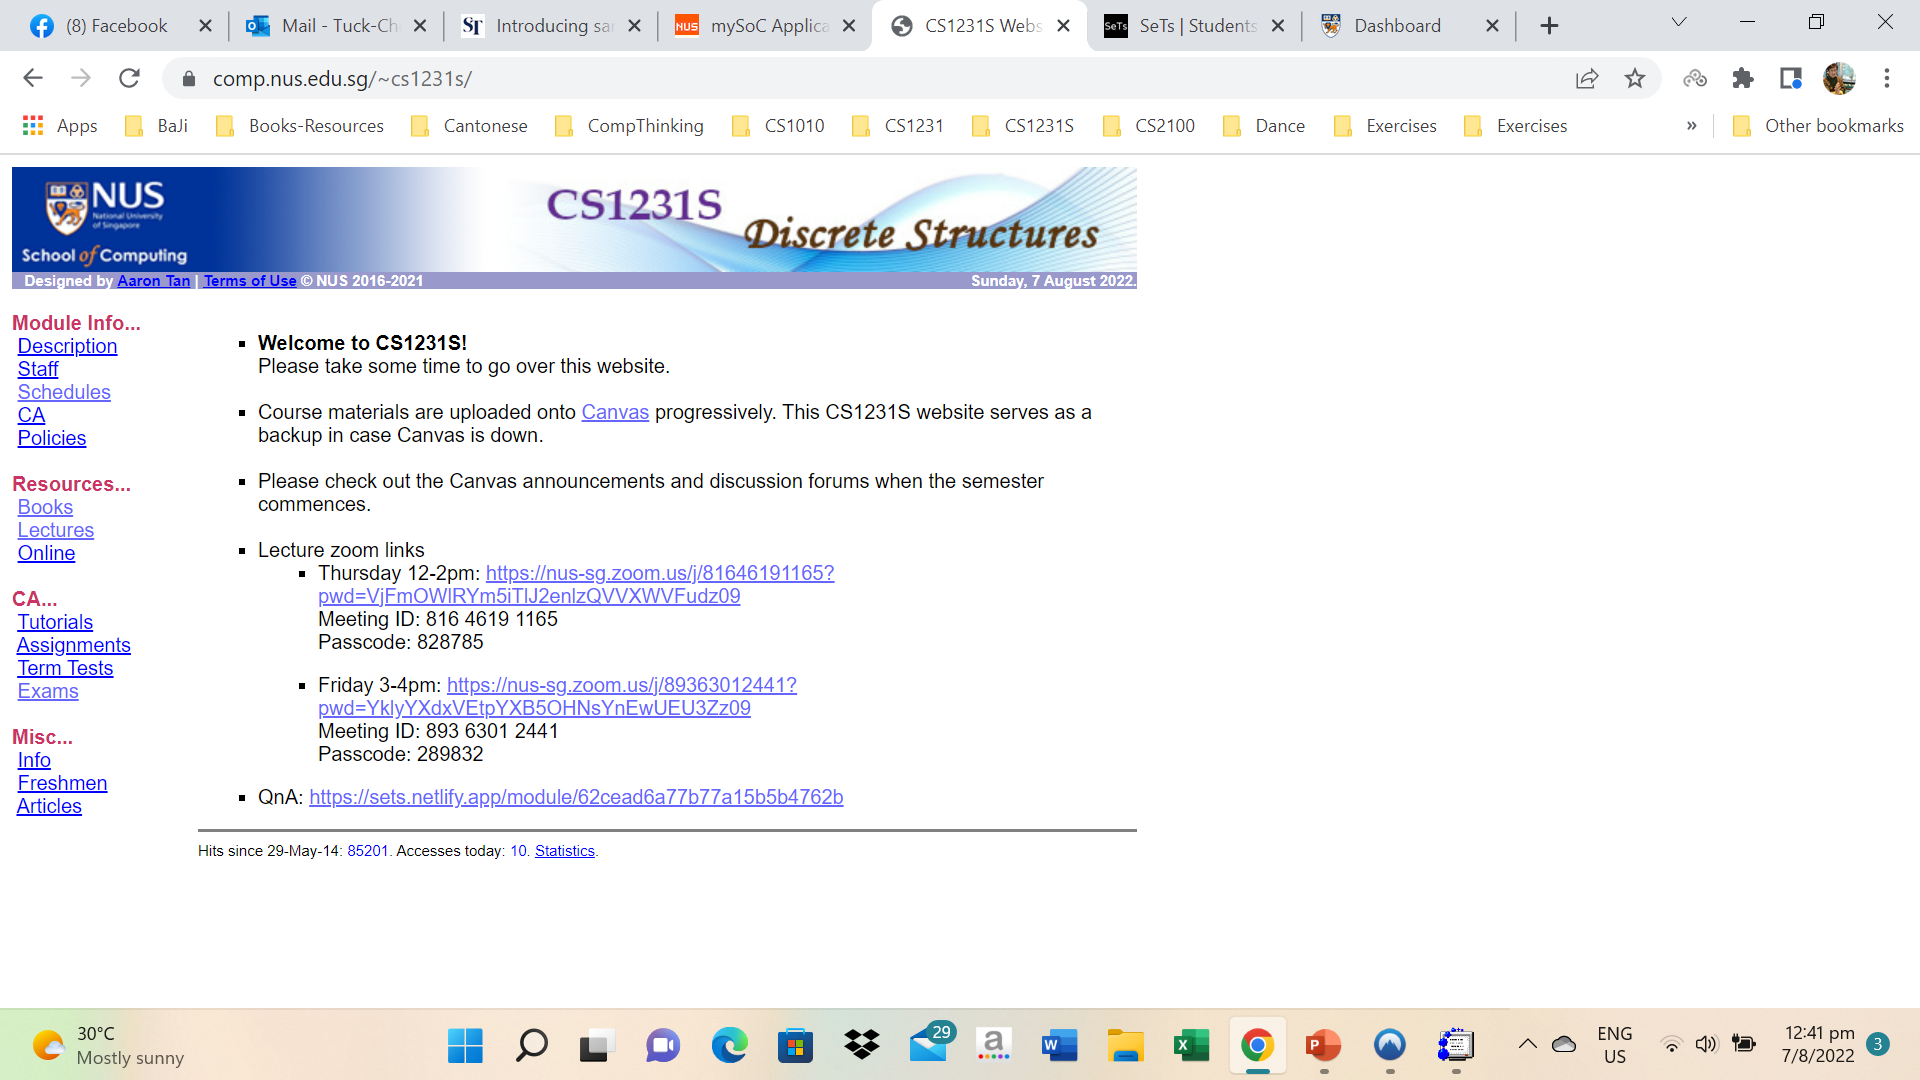 (8) Facebook
Mail - Tuck-Ch
Introducing sa
mySoC Applica
CS1231S Webs
SeTs | Students
Dashboard
comp.nus.edu.sg/~cs1231s/
Apps
BaJi
Books-Resources
Cantonese
CompThinking
CS1010
CS1231
CS1231S
CS2100
Dance
Exercises
Exercises
»
Other bookmarks
NUS
National University
of Singapore
School of Computing
CS1231S
Discrete Structures
Designed by Aaron Tan | Terms of Use © NUS 2016-2021
Sunday, 7 August 2022.
Module Info...
Description
Staff
Schedules
CA
Policies
Resources...
Books
Lectures
Online
CA...
Tutorials
Assignments
Term Tests
Exams
Misc...
Info
Freshmen
Articles
Welcome to CS1231S!
Please take some time to go over this website.
Course materials are uploaded onto Canvas progressively. This CS1231S website serves as a
backup in case Canvas is down.
Please check out the Canvas announcements and discussion forums when the semester
commences.
Lecture zoom links
Thursday 12-2pm: https://nus-sg.zoom.us/j/81646191165?
pwd=VjFmOWlRYm5iTlJ2enlzQVVXWVFudz09
Meeting ID: 816 4619 1165
Passcode: 828785
Friday 3-4pm: https://nus-sg.zoom.us/j/89363012441?
pwd=YklyYXdxVEtpYXB5OHNsYnEwUEU3Zz09
Meeting ID: 893 6301 2441
Passcode: 289832
QnA: https://sets.netlify.app/module/62cead6a77b77a15b5b4762b
Hits since 29-May-14: 85201. Accesses today: 10. Statistics.
30°C
Mostly sunny
29
ENG
US
12:41 pm
7/8/2022
3